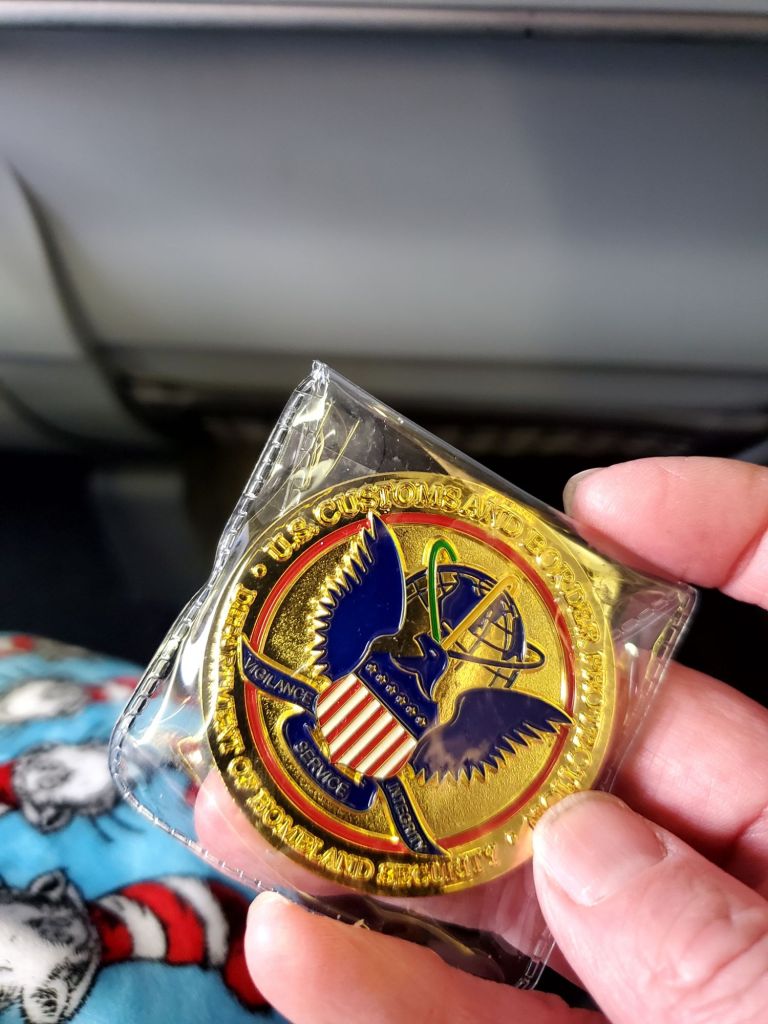 • U.S. CUSTOMS AND BORDER PROTECTION •
DEPARTMENT OF HOMELAND SECURITY
VIGILANCE
SERVICE
INTEGRITY